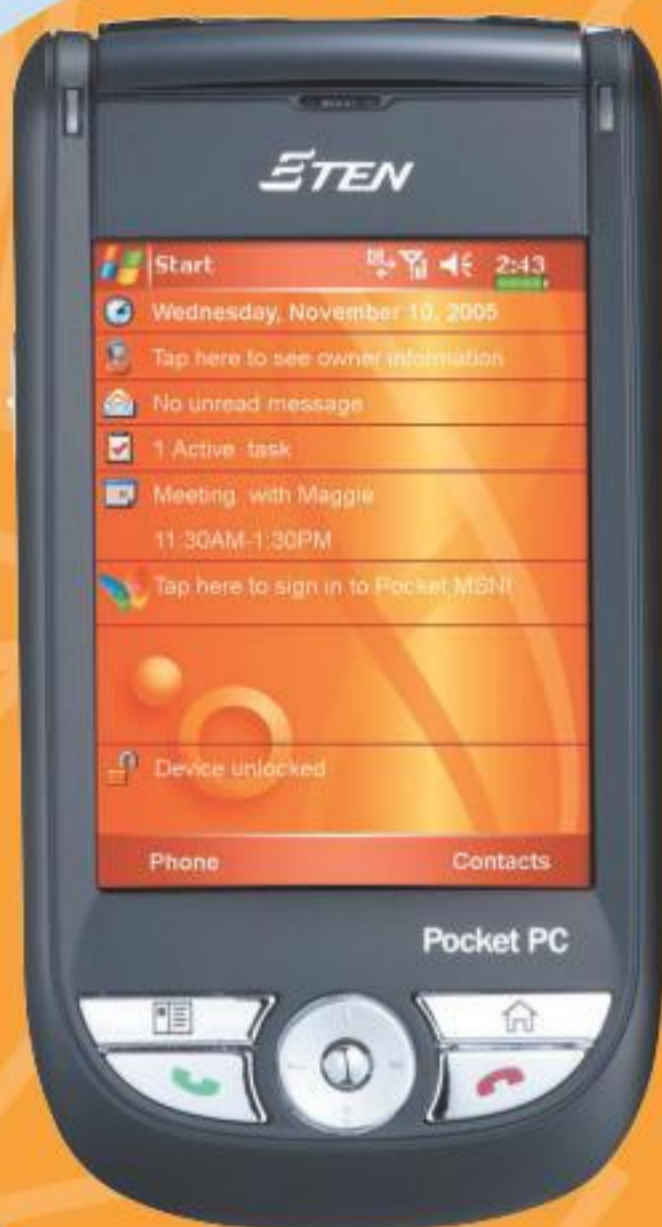 ETEN
Start 2:43
Wednesday, November 10, 2005
Tap here to see owner information
No unread message
1 Active task
Meeting with Maggie
11:30AM-1:30PM
Tap here to sign in to Pocket MSN!
Device unlocked
Phone Contacts
Pocket PC